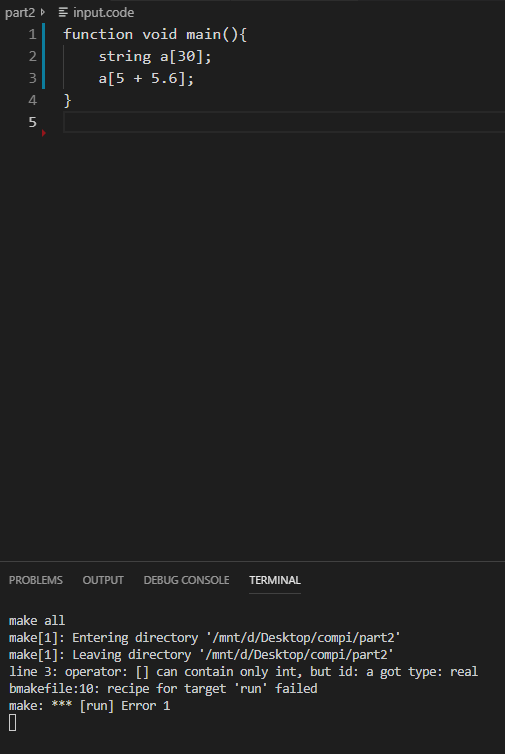 part2 > input.code
1 function void main(){
2 string a[30];
3 a[5 + 5.6];
4 }
5
PROBLEMS OUTPUT DEBUG CONSOLE TERMINAL
make all
make[1]: Entering directory '/mnt/d/Desktop/compi/part2'
make[1]: Leaving directory '/mnt/d/Desktop/compi/part2'
line 3: operator: [] can contain only int, but id: a got type: real
bmakefile:10: recipe for target 'run' failed
make: *** [run] Error 1